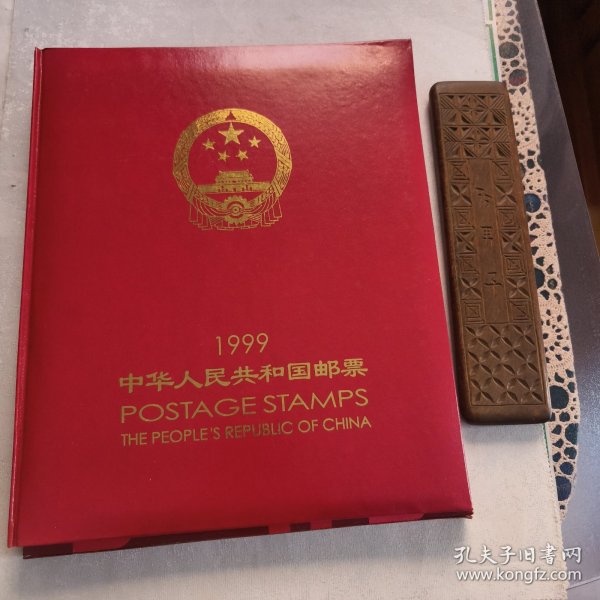 1999
中华人民共和国邮票
POSTAGE STAMPS
THE PEOPLE'S REPUBLIC OF CHINA
孔夫子旧书网
www.kongfz.com